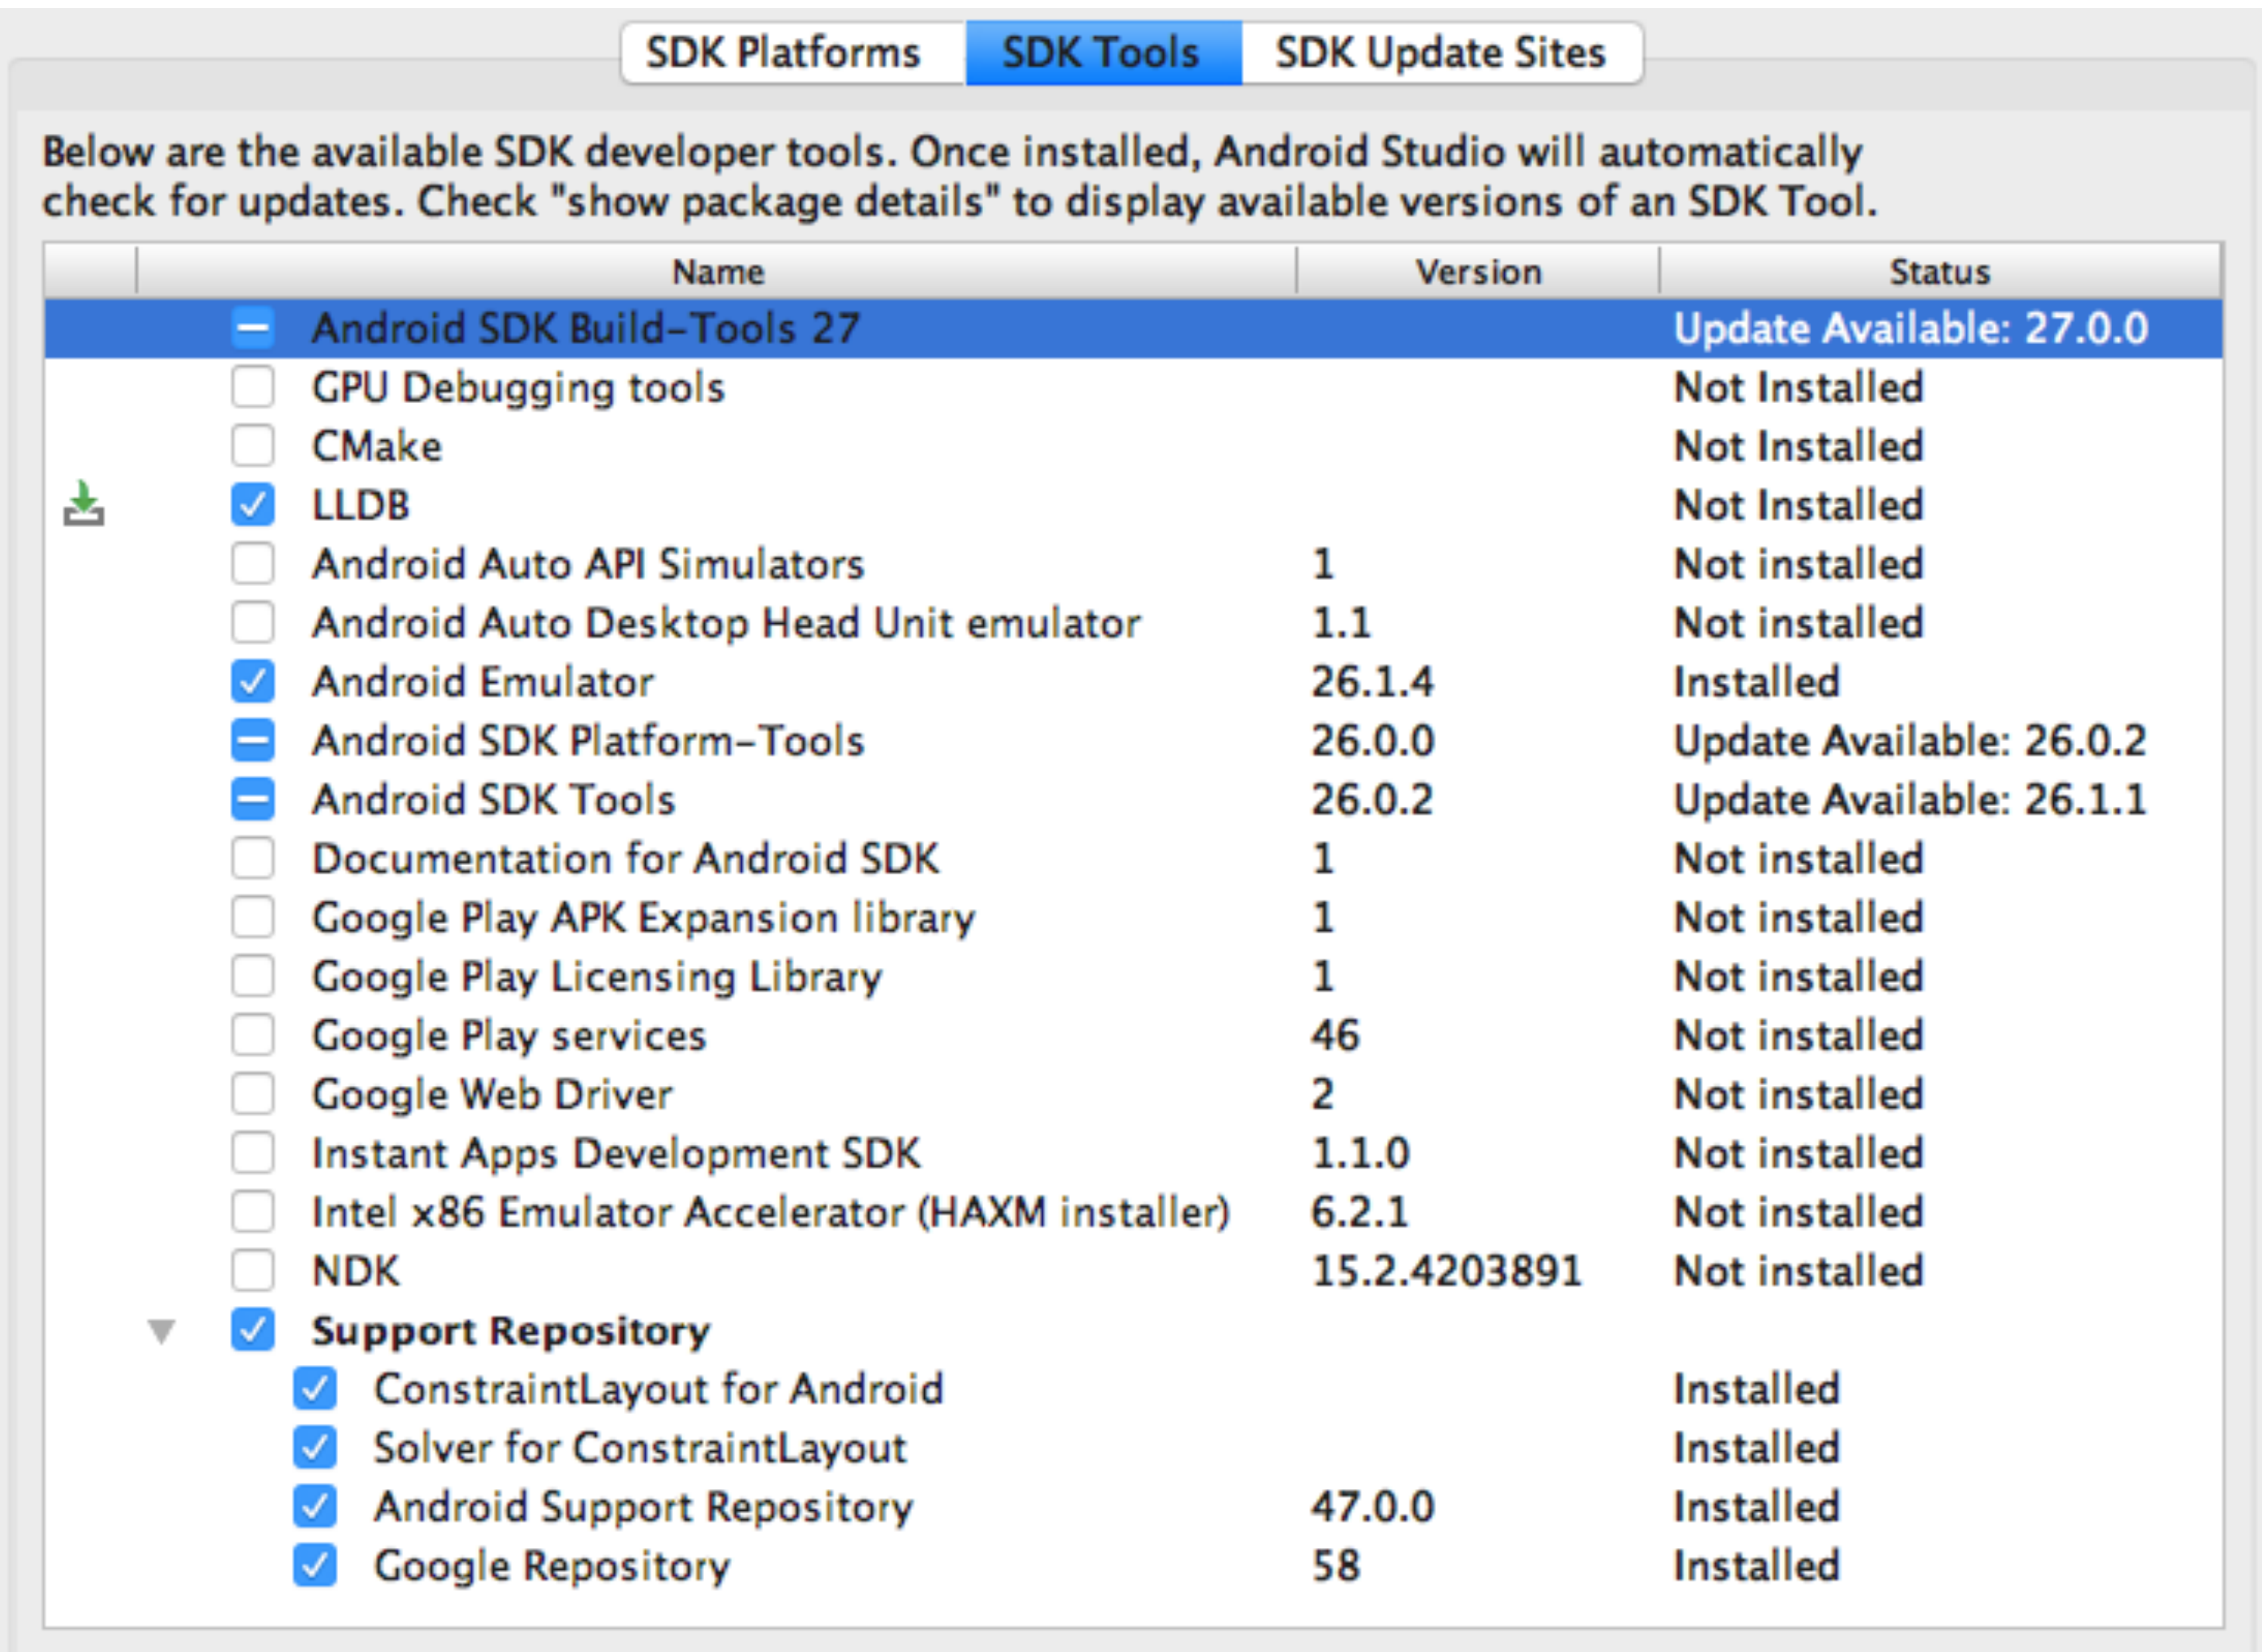 SDK Platforms SDK Tools SDK Update Sites
Below are the available SDK developer tools. Once installed, Android Studio will automatically
check for updates. Check "show package details" to display available versions of an SDK Tool.
Name Version Status
Android SDK Build-Tools 27 Update Available: 27.0.0
GPU Debugging tools Not Installed
CMake Not Installed
LLDB Not Installed
Android Auto API Simulators 1 Not installed
Android Auto Desktop Head Unit emulator 1.1 Not installed
Android Emulator 26.1.4 Installed
Android SDK Platform-Tools 26.0.0 Update Available: 26.0.2
Android SDK Tools 26.0.2 Update Available: 26.1.1
Documentation for Android SDK 1 Not installed
Google Play APK Expansion library 1 Not installed
Google Play Licensing Library 1 Not installed
Google Play services 46 Not installed
Google Web Driver 2 Not installed
Instant Apps Development SDK 1.1.0 Not installed
Intel x86 Emulator Accelerator (HAXM installer) 6.2.1 Not installed
NDK 15.2.4203891 Not installed
Support Repository
ConstraintLayout for Android Installed
Solver for ConstraintLayout Installed
Android Support Repository 47.0.0 Installed
Google Repository 58 Installed